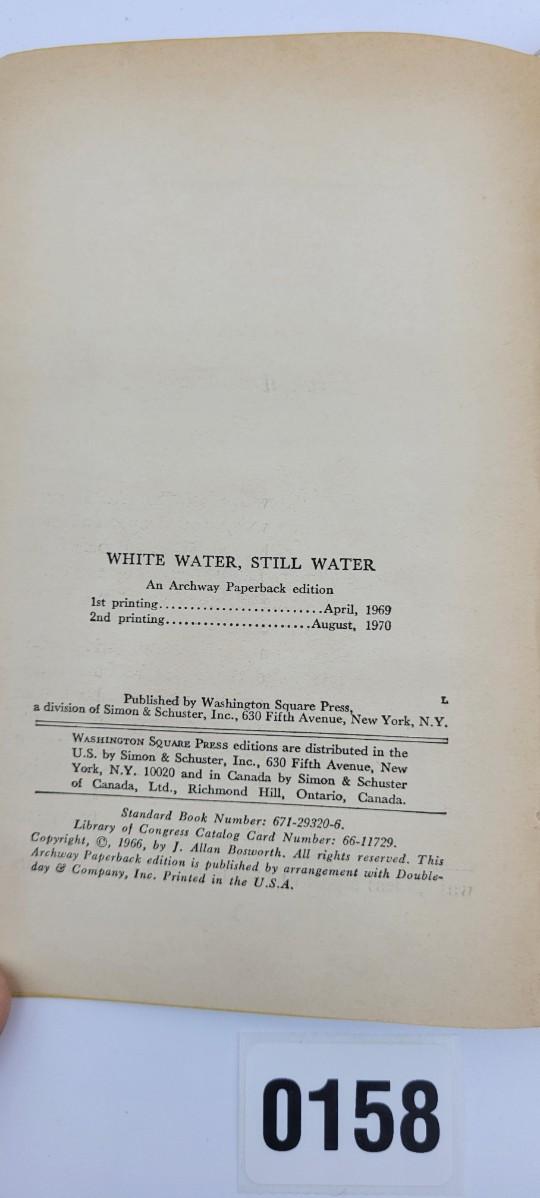 WHITE WATER, STILL WATER
An Archway Paperback edition
1st printing..........................April, 1969
2nd printing.......................August, 1970
L
Published by Washington Square Press,
a division of Simon & Schuster, Inc., 630 Fifth Avenue, New York, N.Y.
WASHINGTON SQUARE PRESS editions are distributed in the
U.S. by Simon & Schuster, Inc., 630 Fifth Avenue, New
York, N.Y. 10020 and in Canada by Simon & Schuster
of Canada, Ltd., Richmond Hill, Ontario, Canada.
Standard Book Number: 671-29320-6.
Library of Congress Catalog Card Number: 66-11729.
Copyright, ©, 1966, by J. Allan Bosworth. All rights reserved. This
Archway Paperback edition is published by arrangement with Double-
day & Company, Inc. Printed in the U.S.A.
0158